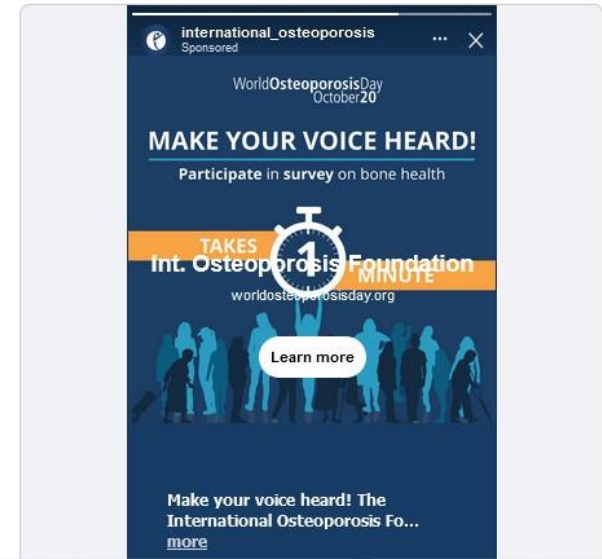 international_osteoporosis
Sponsored
WorldOsteoporosisDay
October20
MAKE YOUR VOICE HEARD!
Participate in survey on bone health
TAKES
1
MINUTE
Int. Osteoporosis Foundation
worldosteoporosisday.org
Learn more
Make your voice heard! The
International Osteoporosis Fo...
more